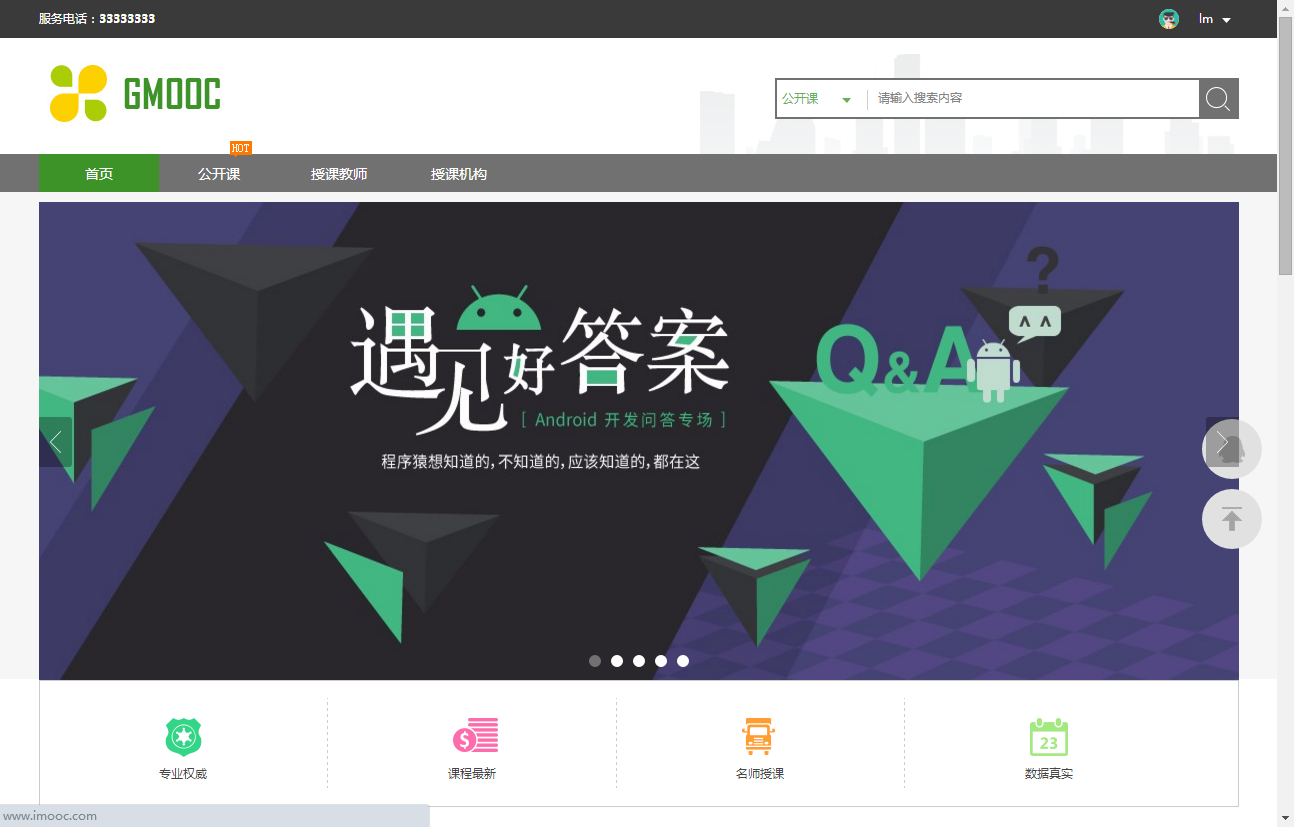 服务电话：33333333
lm
GMOOC
公开课
请输入搜索内容
HOT
首页
公开课
授课教师
授课机构
?
遇见好答案
[ Android 开发问答专场 ]
程序猿想知道的,不知道的,应该知道的,都在这
Q&A
$
23
专业权威
课程最新
名师授课
数据真实
www.imooc.com